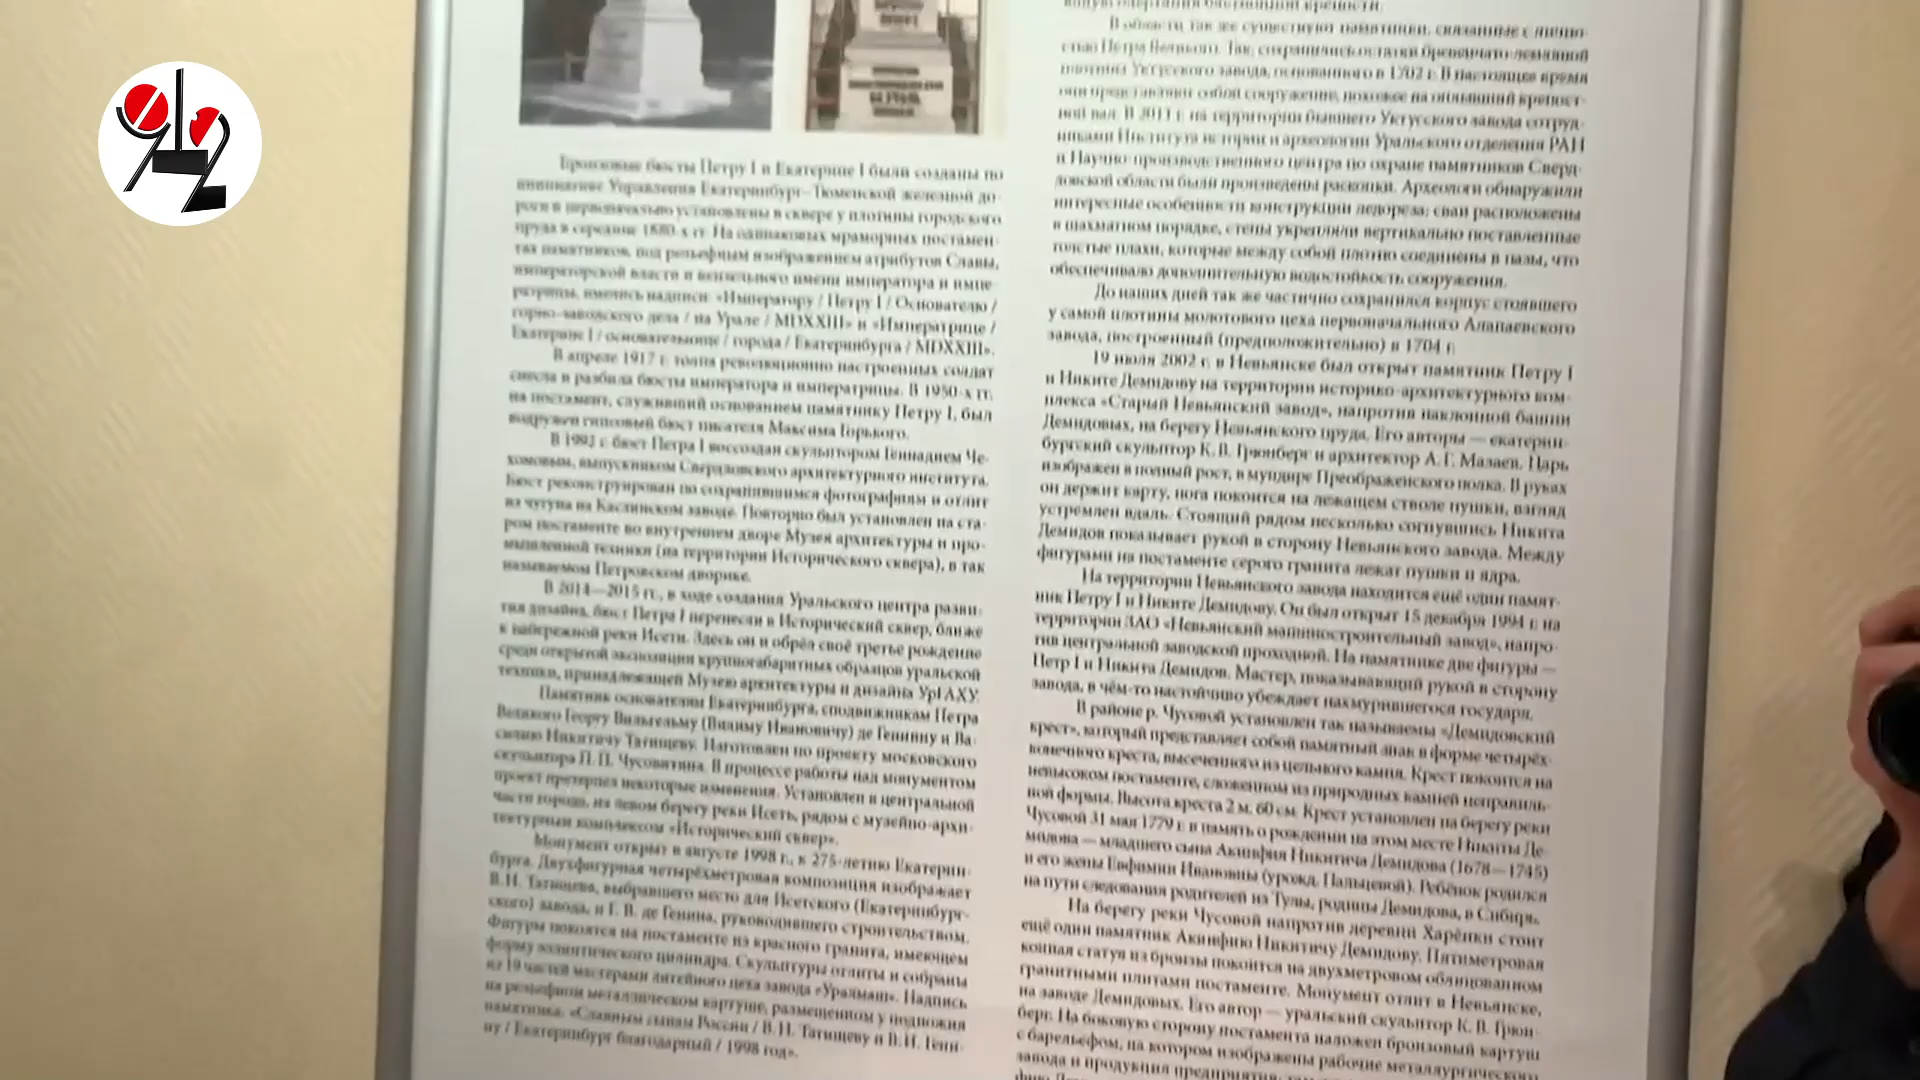 Бронзовые бюсты Петру I и Екатерине I были созданы по
инициативе Управления Екатеринбург–Тюменской железной до-
роги и первоначально установлены в сквере у плотины городского
пруда в середине 1880-х гг. На одинаковых мраморных постамен-
тах памятников, под рельефным изображением атрибутов Славы,
императорской власти и вензельного имени императора и импе-
ратрицы, имелись надписи: «Императору / Петру I / Основателю /
горно-заводского дела / на Урале / MDXXIII» и «Императрице /
Екатерине I / основательнице / города / Екатеринбурга / MDXXIII».
В апреле 1917 г. толпа революционно настроенных солдат
снесла и разбила бюсты императора и императрицы. В 1950-х гг.
на постамент, служивший основанием памятнику Петру I, был
водружен гипсовый бюст писателя Максима Горького.
В 1992 г. бюст Петра I воссоздан скульптором Геннадием Че-
хомовым, выпускником Свердловского архитектурного института.
Бюст реконструирован по сохранившимся фотографиям и отлит
из чугуна на Каслинском заводе. Повторно был установлен на ста-
ром постаменте во внутреннем дворе Музея архитектуры и про-
мышленной техники (на территории Исторического сквера), в так
называемом Петровском дворике.
В 2014—2015 гг., в ходе создания Уральского центра разви-
тия дизайна, бюст Петра I перенесли в Исторический сквер, ближе
к набережной реки Исети. Здесь он и обрёл своё третье рождение
среди открытой экспозиции крупногабаритных образцов уральской
техники, принадлежащей Музею архитектуры и дизайна УрГАХУ.
Памятник основателям Екатеринбурга, сподвижникам Петра
Великого Георгу Вильгельму (Вилиму Ивановичу) де Геннину и Ва-
силию Никитичу Татищеву. Изготовлен по проекту московского
скульптора П. П. Чусовитина. В процессе работы над монументом
проект претерпел некоторые изменения. Установлен в центральной
части города, на левом берегу реки Исеть, рядом с музейно-архи-
тектурным комплексом «Исторический сквер».
Монумент открыт в августе 1998 г., к 275-летию Екатерин-
бурга. Двухфигурная четырёхметровая композиция изображает
В. Н. Татищева, выбравшего место для Исетского (Екатеринбург-
ского) завода, и Г. В. де Генина, руководившего строительством.
Фигуры покоятся на постаменте из красного гранита, имеющем
форму эллиптического цилиндра. Скульптуры отлиты и собраны
из 19 частей мастерами литейного цеха завода «Уралмаш». Надпись
на рельефном металлическом картуше, размещенном у подножия
памятника: «Славным сынам России / В. Н. Татищеву и В. И. Генни-
ну / Екатеринбург благодарный / 1998 год».
В области так же существуют памятники, связанные с лично-
стью Петра Великого. Так, сохранились остатки бревенчато-земляной
плотины Уктусского завода, основанного в 1702 г. В настоящее время
они представляют собой сооружение, похожее на оплывший крепост-
ной вал. В 2011 г. на территории бывшего Уктусского завода сотруд-
никами Института истории и археологии Уральского отделения РАН
и Научно-производственного центра по охране памятников Сверд-
ловской области были произведены раскопки. Археологи обнаружили
интересные особенности конструкции ледореза: сваи расположены
в шахматном порядке, стены укрепляли вертикально поставленные
толстые плахи, которые между собой плотно соединены в пазы, что
обеспечивало дополнительную водостойкость сооружения.
До наших дней так же частично сохранился корпус стоявшего
у самой плотины молотового цеха первоначального Алапаевского
завода, построенный (предположительно) в 1704 г.
19 июля 2002 г. в Невьянске был открыт памятник Петру I
и Никите Демидову на территории историко-архитектурного ком-
плекса «Старый Невьянский завод», напротив наклонной башни
Демидовых, на берегу Невьянского пруда. Его авторы — екатерин-
бургский скульптор К. В. Грюнберг и архитектор А. Г. Мазаев. Царь
изображен в полный рост, в мундире Преображенского полка. В руках
он держит карту, нога покоится на лежащем стволе пушки, взгляд
устремлен вдаль. Стоящий рядом несколько согнувшись Никита
Демидов показывает рукой в сторону Невьянского завода. Между
фигурами на постаменте серого гранита лежат пушки и ядра.
На территории Невьянского завода находится ещё один памят-
ник Петру I и Никите Демидову. Он был открыт 15 декабря 1994 г. на
территории ЗАО «Невьянский машиностроительный завод», напро-
тив центральной заводской проходной. На памятнике две фигуры —
Петр I и Никита Демидов. Мастер, показывающий рукой в сторону
завода, в чём-то настойчиво убеждает нахмурившегося государя.
В районе р. Чусовой установлен так называемы «Демидовский
крест», который представляет собой памятный знак в форме четырёх-
конечного креста, высеченного из цельного камня. Крест покоится на
невысоком постаменте, сложенном из природных камней неправиль-
ной формы. Высота креста 2 м. 60 см. Крест установлен на берегу реки
Чусовой 31 мая 1779 г. в память о рождении на этом месте Никиты Де-
мидова — младшего сына Акинфия Никитича Демидова (1678—1745)
и его жены Евфимии Ивановны (урожд. Пальцевой). Ребёнок родился
на пути следования родителей из Тулы, родины Демидова, в Сибирь.
На берегу реки Чусовой напротив деревни Харёнки стоит
ещё один памятник Акинфию Никитичу Демидову. Пятиметровая
конная статуя из бронзы покоится на двухметровом облицованном
гранитными плитами постаменте. Монумент отлит в Невьянске,
на заводе Демидовых. Его автор — уральский скульптор К. В. Грюн-
берг. На боковую сторону постамента наложен бронзовый картуш
с барельефом, на котором изображены рабочие металлургического
завода и продукция предприятия: